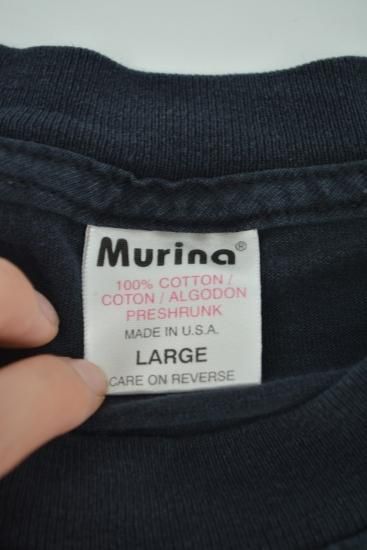 Murina®
100% COTTON /
COTON / ALGODON
PRESHRUNK
MADE IN U.S.A.
LARGE
CARE ON REVERSE